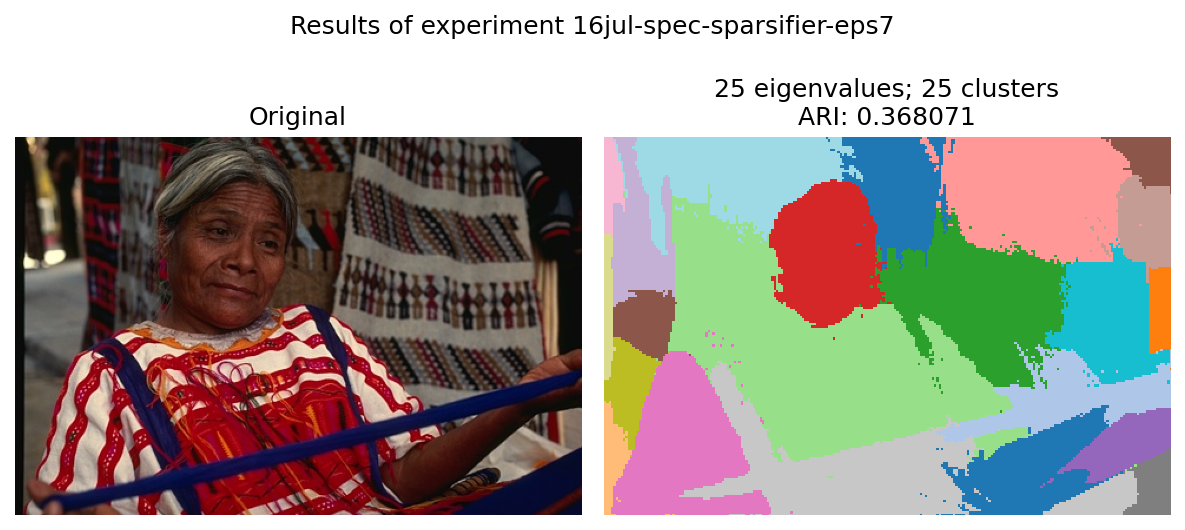 Results of experiment 16jul-spec-sparsifier-eps7
Original
25 eigenvalues; 25 clusters
ARI: 0.368071